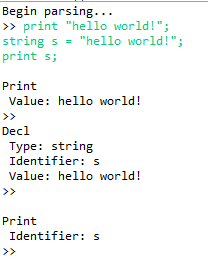 Begin parsing...
>> print "hello world!";
string s = "hello world!";
print s;
Print
Value: hello world!
>>
Decl
Type: string
Identifier: s
Value: hello world!
>>
Print
Identifier: s
>>